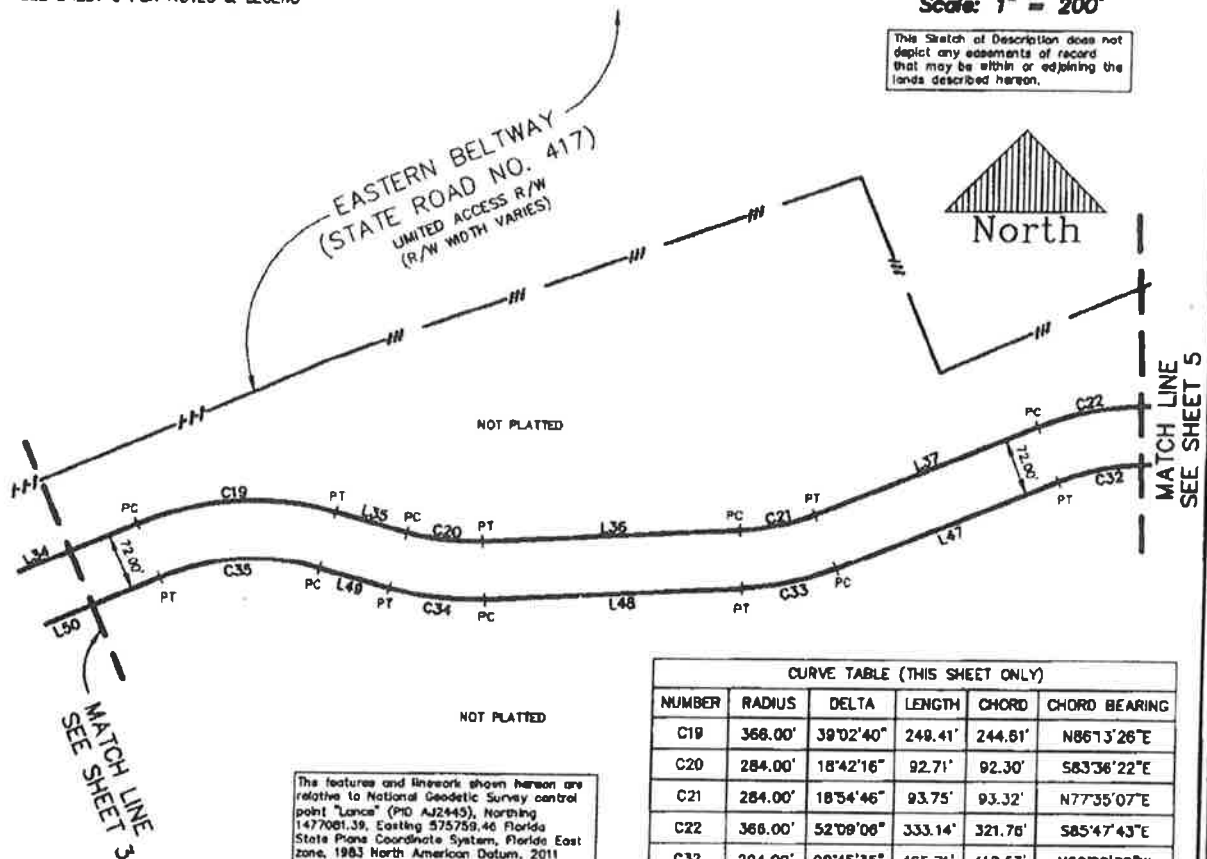 Scale: 1" = 200'
This Sketch of Description does not
depict any easements of record
that may be within or adjoining the
lands described hereon.
EASTERN BELTWAY
(STATE ROAD NO. 417)
LIMITED ACCESS R/W
(R/W WIDTH VARIES)
North
MATCH LINE
SEE SHEET 5
NOT PLATTED
PC
C22
L37
72.00'
C32
PT
C19
PT
L35
PC
C20
PT
L36
PC
C21
PT
PC
L34
72.00'
L47
C35
PC
L49
PT
C34
PC
L48
PT
C33
PC
PT
L50
MATCH LINE
SEE SHEET 3
NOT PLATTED
The features and linework shown hereon are
relative to National Geodetic Survey control
point "Lance" (PID AJ2445), Northing
1477081.39, Easting 575759.46 Florida
State Plane Coordinate System, Florida East
zone, 1983 North American Datum, 2011
CURVE TABLE (THIS SHEET ONLY)
NUMBER RADIUS DELTA LENGTH CHORD CHORD BEARING
C19 366.00' 39°02'40" 249.41' 244.61' N86°13'26"E
C20 284.00' 18°42'16" 92.71' 92.30' S83°36'22"E
C21 284.00' 18°54'46" 93.75' 93.32' N77°35'07"E
C22 366.00' 52°09'06" 333.14' 321.76' S85°47'43"E
C32